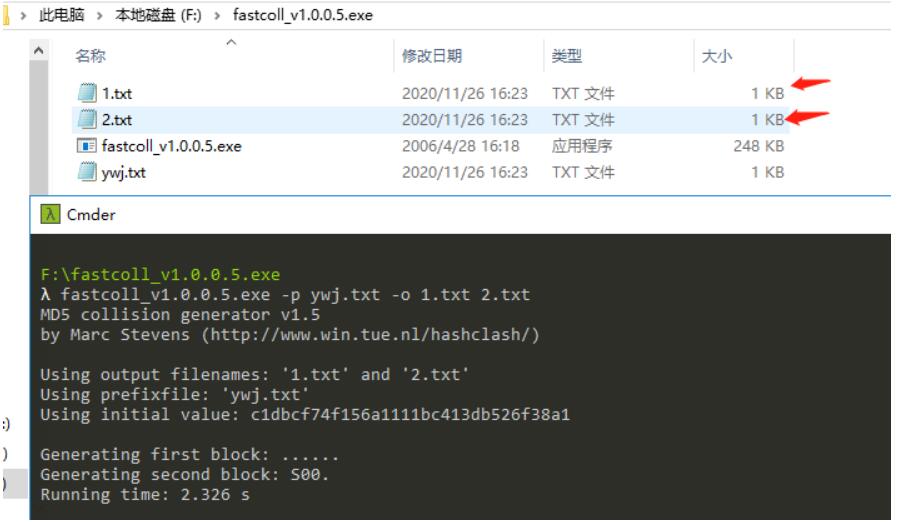 此电脑 > 本地磁盘 (F:) > fastcoll_v1.0.0.5.exe
名称 修改日期 类型 大小
1.txt 2020/11/26 16:23 TXT 文件 1 KB
2.txt 2020/11/26 16:23 TXT 文件 1 KB
fastcoll_v1.0.0.5.exe 2006/4/28 16:18 应用程序 248 KB
ywj.txt 2020/11/26 16:23 TXT 文件 1 KB
λ Cmder
F:\fastcoll_v1.0.0.5.exe
λ fastcoll_v1.0.0.5.exe -p ywj.txt -o 1.txt 2.txt
MD5 collision generator v1.5
by Marc Stevens (http://www.win.tue.nl/hashclash/)
Using output filenames: '1.txt' and '2.txt'
Using prefixfile: 'ywj.txt'
Using initial value: c1dbcf74f156a1111bc413db526f38a1
:)
)
Generating first block: ......
Generating second block: S00.
)
Running time: 2.326 s